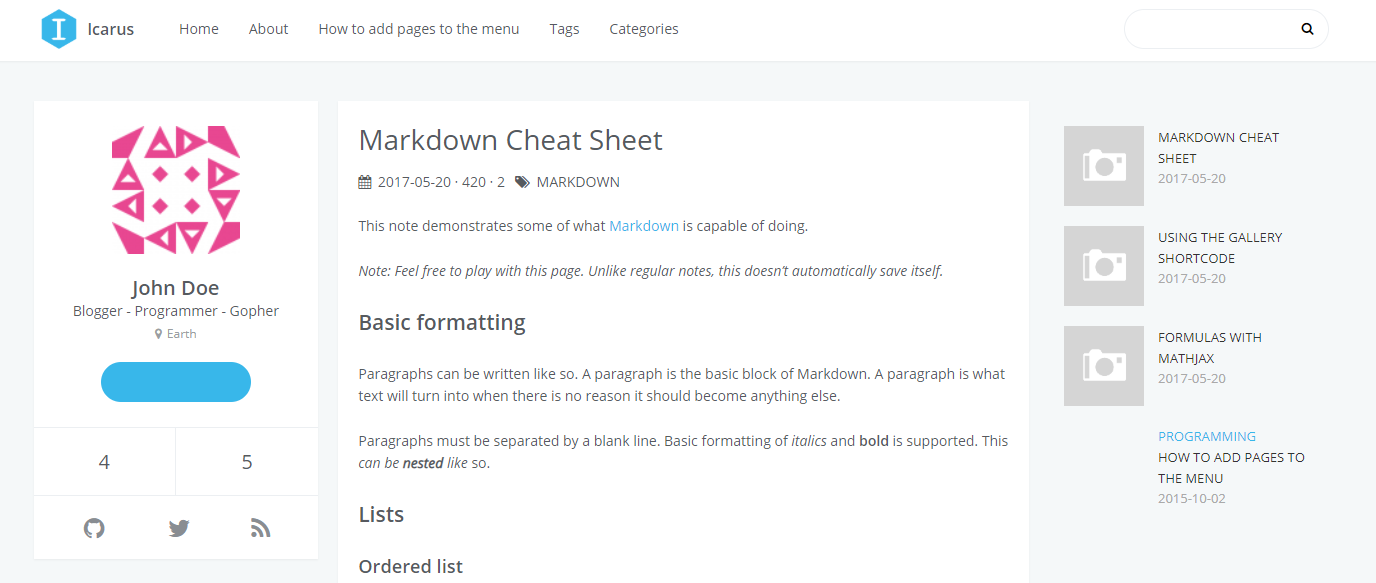 Icarus
Home
About
How to add pages to the menu
Tags
Categories
John Doe
Blogger - Programmer - Gopher
Earth
4
5
Markdown Cheat Sheet
2017-05-20 · 420 · 2 MARKDOWN
This note demonstrates some of what Markdown is capable of doing.
Note: Feel free to play with this page. Unlike regular notes, this doesn't automatically save itself.
Basic formatting
Paragraphs can be written like so. A paragraph is the basic block of Markdown. A paragraph is what
text will turn into when there is no reason it should become anything else.
Paragraphs must be separated by a blank line. Basic formatting of italics and bold is supported. This
can be nested like so.
Lists
Ordered list
MARKDOWN CHEAT
SHEET
2017-05-20
USING THE GALLERY
SHORTCODE
2017-05-20
FORMULAS WITH
MATHJAX
2017-05-20
PROGRAMMING
HOW TO ADD PAGES TO
THE MENU
2015-10-02